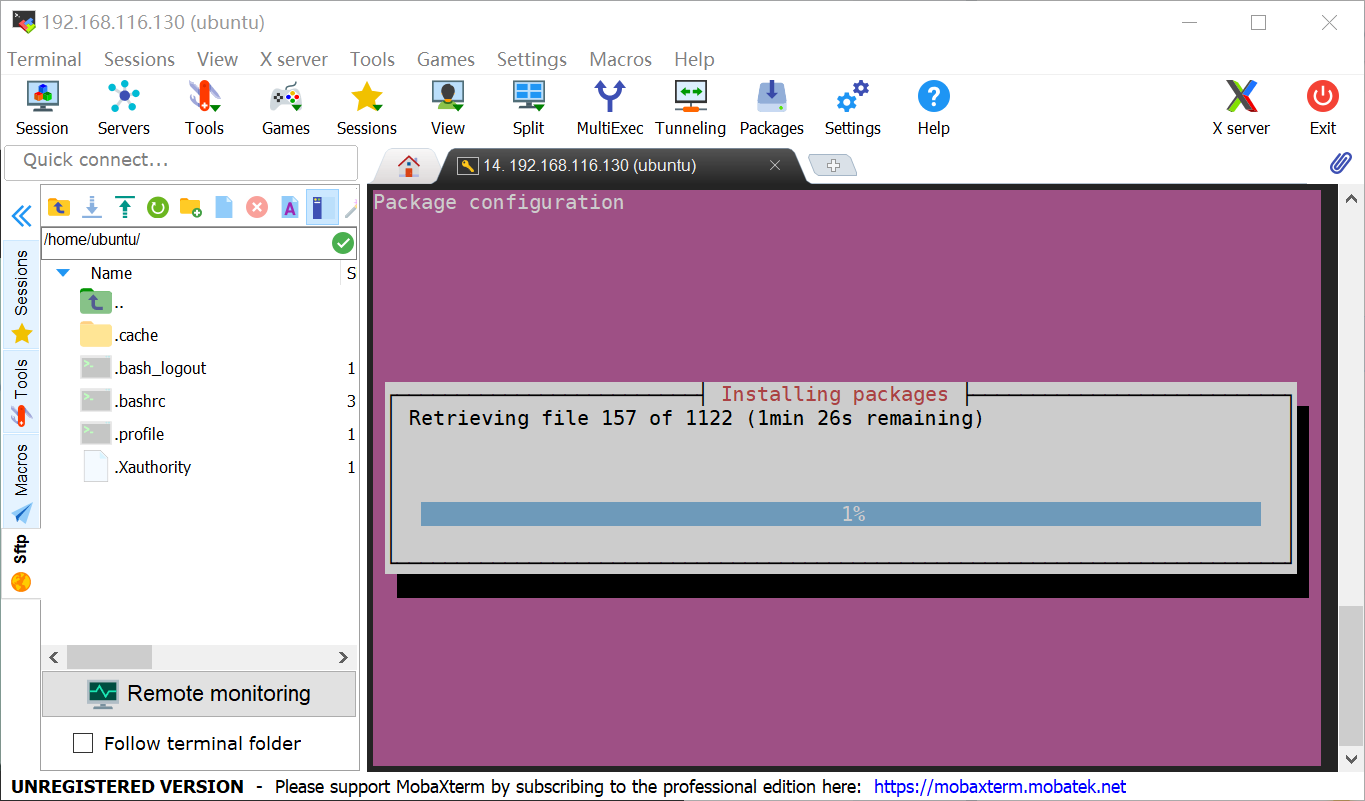 192.168.116.130 (ubuntu)
Terminal Sessions View X server Tools Games Settings Macros Help
Session Servers Tools Games Sessions View Split MultiExec Tunneling Packages Settings Help X server Exit
Quick connect...
14. 192.168.116.130 (ubuntu)
Sessions
Tools
Macros
Sftp
/home/ubuntu/
Name S
..
.cache
.bash_logout 1
.bashrc 3
.profile 1
.Xauthority 1
Remote monitoring
Follow terminal folder
Package configuration
Installing packages
Retrieving file 157 of 1122 (1min 26s remaining)
1%
UNREGISTERED VERSION - Please support MobaXterm by subscribing to the professional edition here: https://mobaxterm.mobatek.net